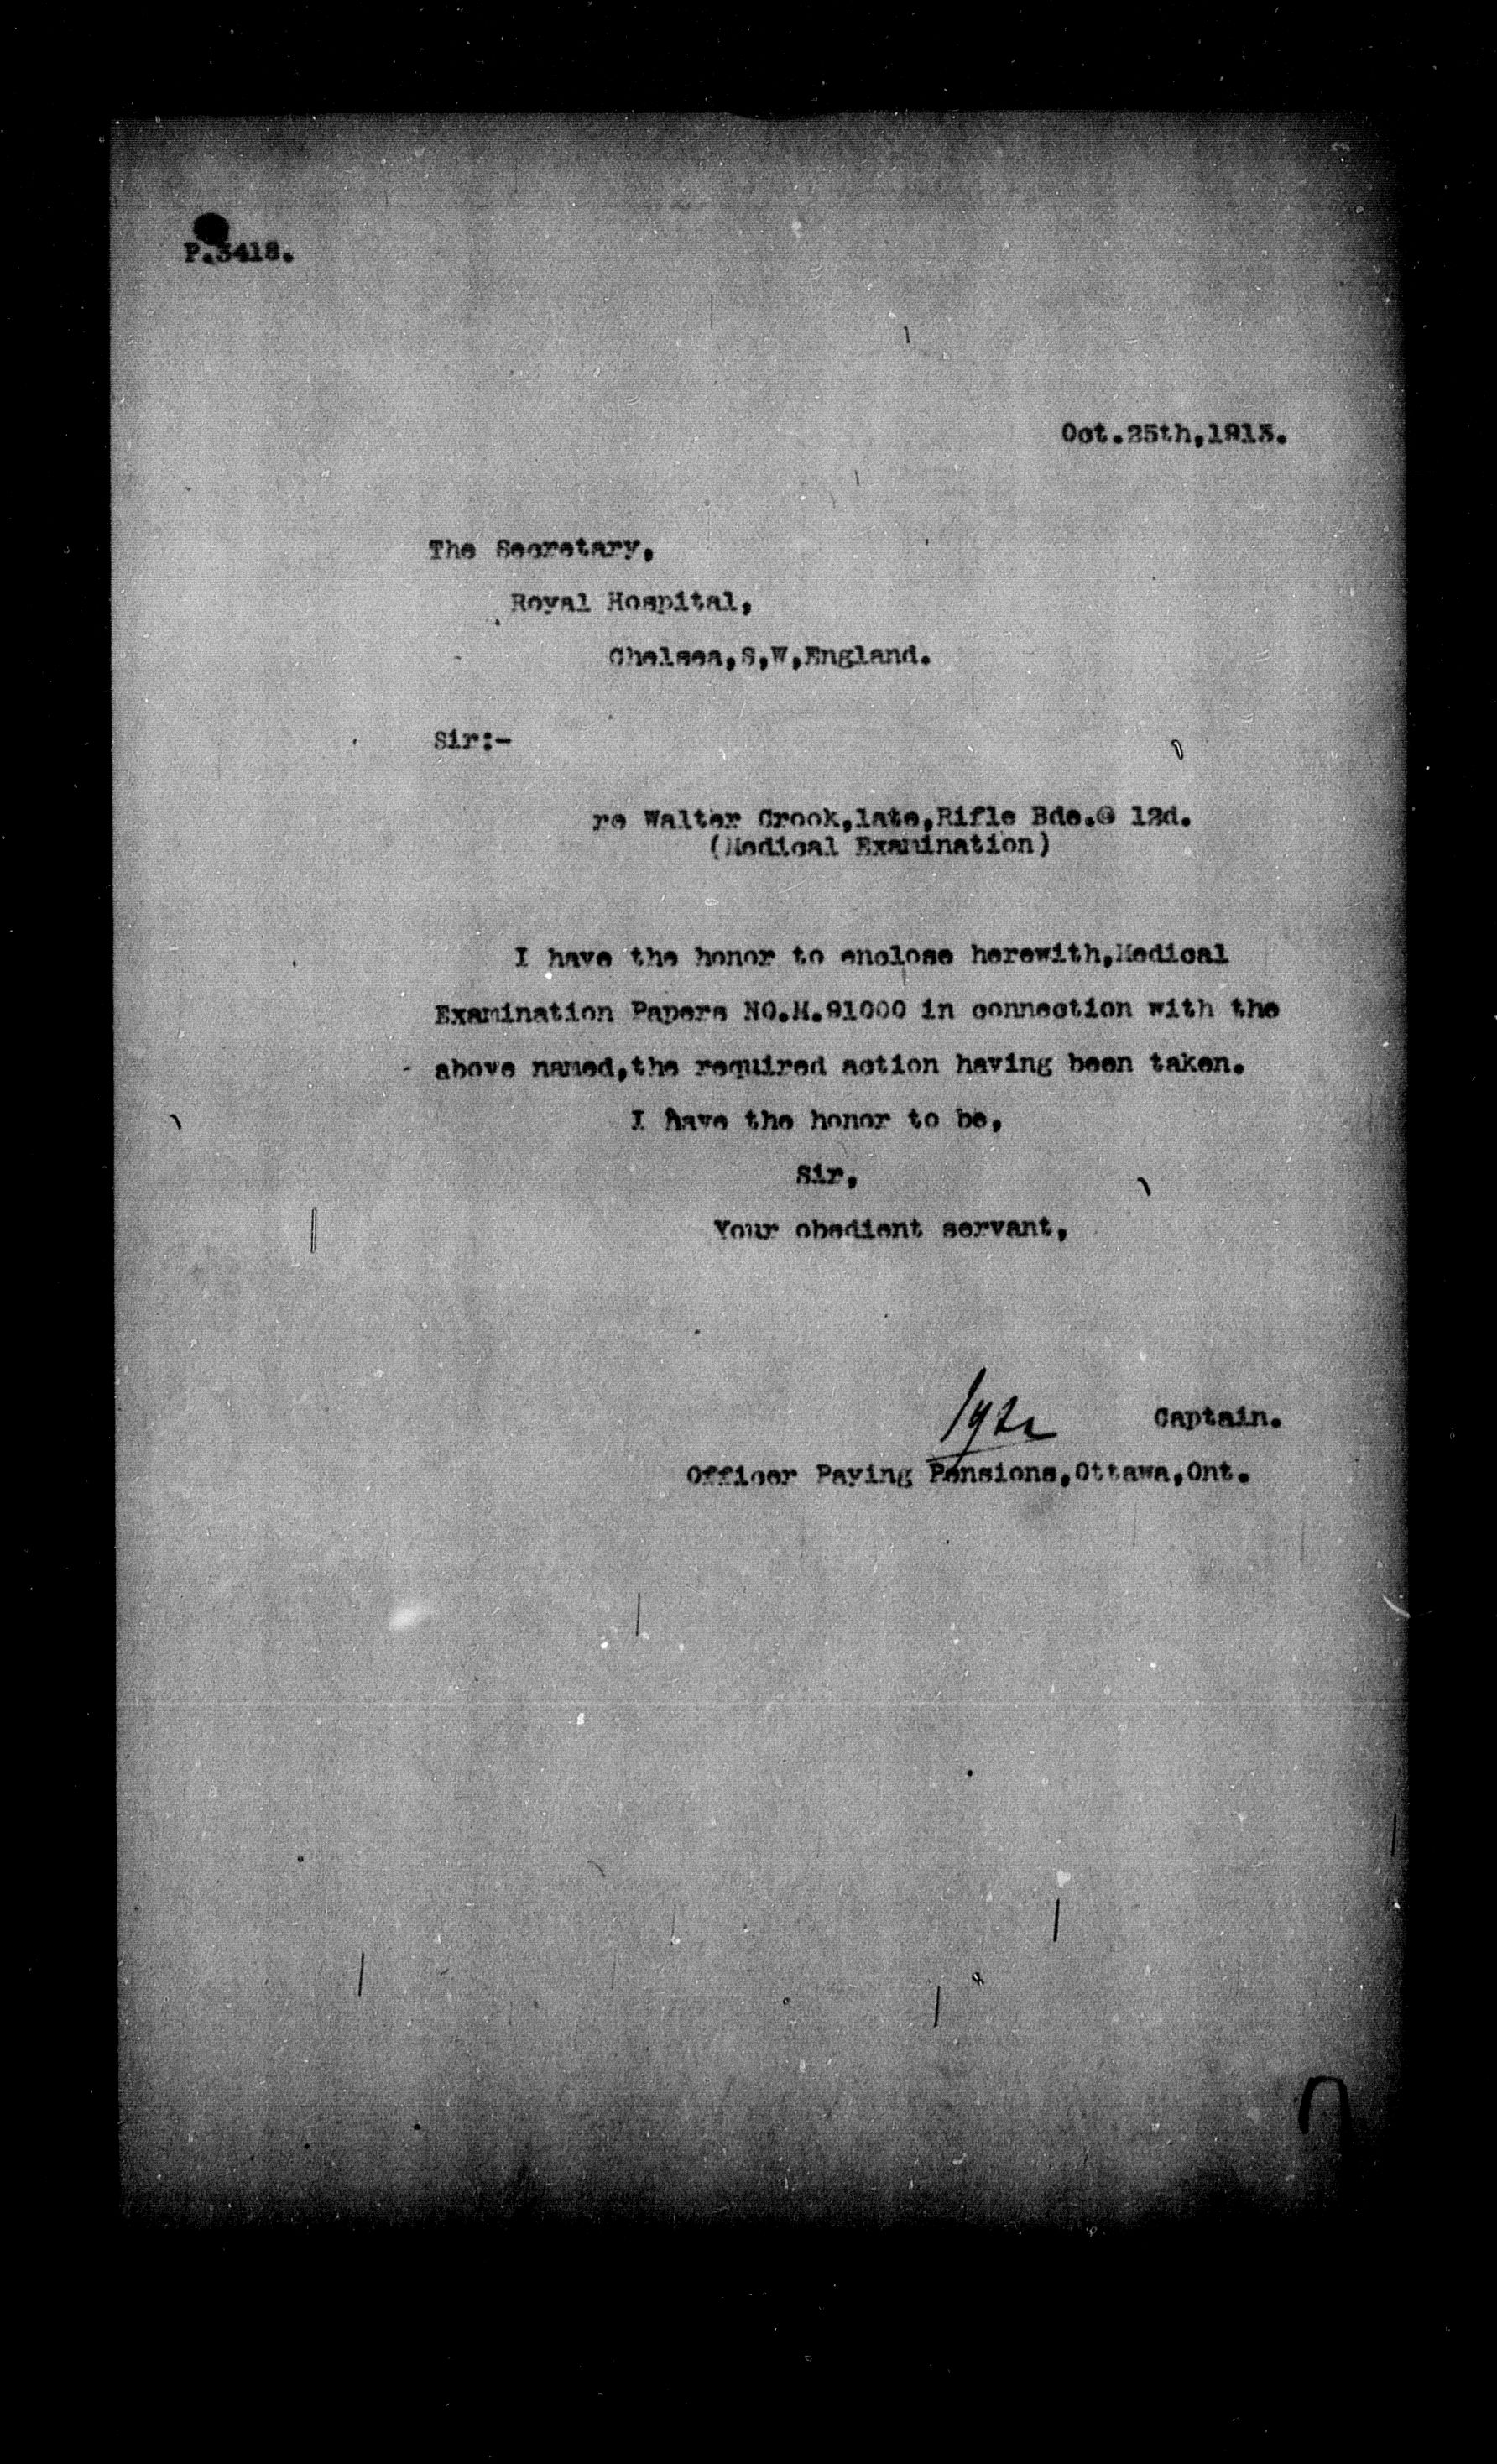 P.3418.
Oct.25th,1913.
The Secretary,
Royal Hospital,
Chelsea,S,W,England.
Sir:-
re Walter Crook,late,Rifle Bde.@ 12d.
(Medical Examination)
I have the honor to enclose herewith,Medical
Examination Papers NO.M.91000 in connection with the
above named,the required action having been taken.
I have the honor to be,
Sir,
Your obedient servant,
Captain.
Officer Paying Pensions,Ottawa,Ont.